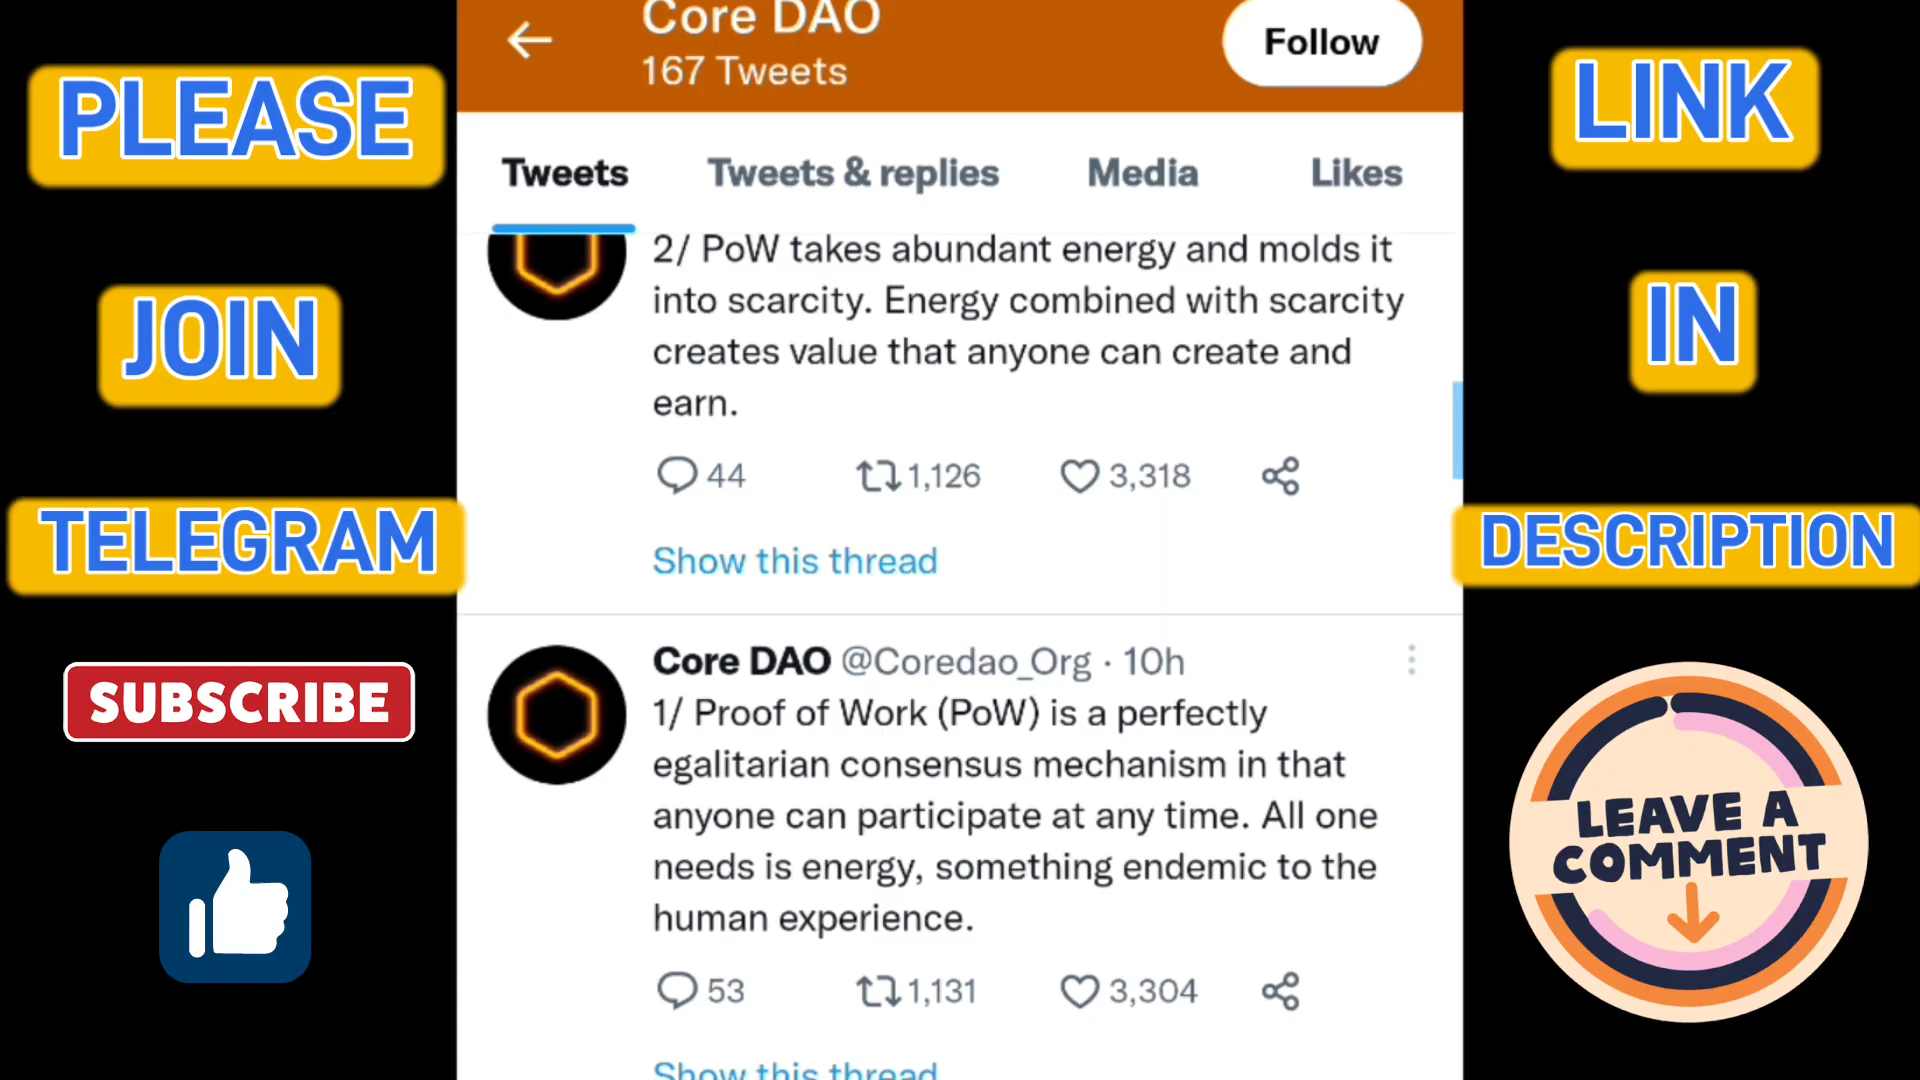 PLEASE
JOIN
TELEGRAM
SUBSCRIBE
Core DAO
167 Tweets
Follow
Tweets
Tweets & replies
Media
Likes
2/ PoW takes abundant energy and molds it
into scarcity. Energy combined with scarcity
creates value that anyone can create and
earn.
44
1,126
3,318
Show this thread
Core DAO @Coredao_Org · 10h
1/ Proof of Work (PoW) is a perfectly
egalitarian consensus mechanism in that
anyone can participate at any time. All one
needs is energy, something endemic to the
human experience.
53
1,131
3,304
Show this thread
LINK
IN
DESCRIPTION
LEAVE A
COMMENT